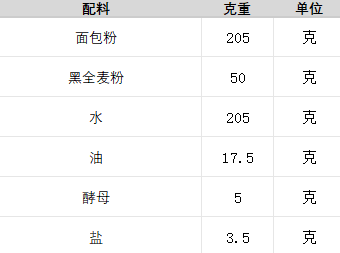 配料 克重 单位
面包粉 205 克
黑全麦粉 50 克
水 205 克
油 17.5 克
酵母 5 克
盐 3.5 克